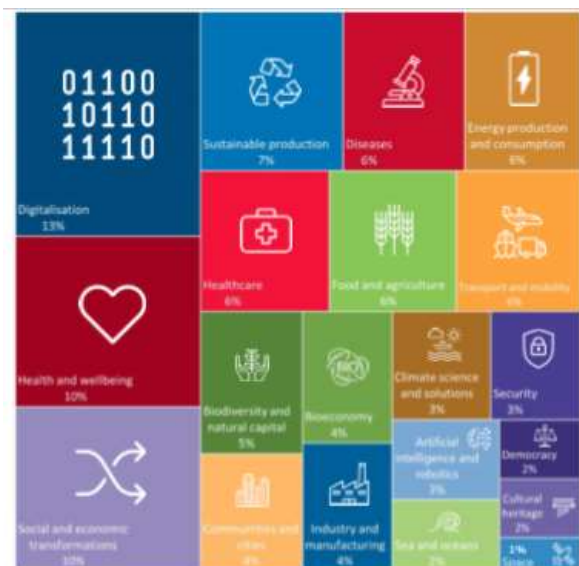 01100
10110
11110
Digitalisation
13%
Sustainable production
7%
Diseases
6%
Energy production
and consumption
6%
Health and wellbeing
10%
Healthcare
6%
Food and agriculture
6%
Transport and mobility
6%
Social and economic
transformations
10%
Biodiversity and
natural capital
5%
BIO
Bioeconomy
4%
Climate science
and solutions
3%
Security
3%
Artificial
intelligence and
robotics
3%
Democracy
2%
Cultural
heritage
2%
Communities and
cities
4%
Industry and
manufacturing
4%
Sea and oceans
2%
1%
Space